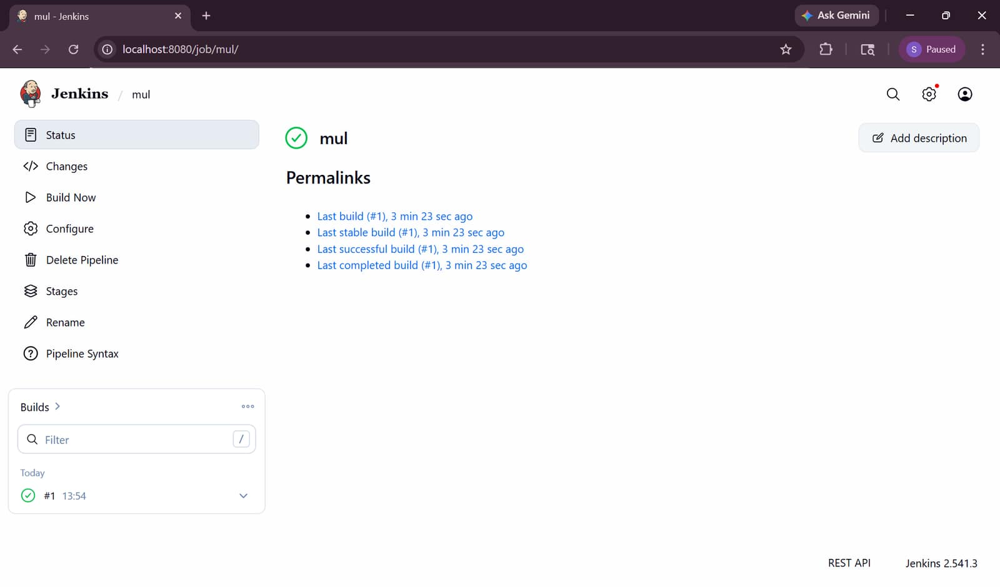 mul - Jenkins
Ask Gemini
localhost:8080/job/mul/
S Paused
Jenkins / mul
Status
Changes
Build Now
Configure
Delete Pipeline
Stages
Rename
Pipeline Syntax
Builds
Filter /
Today
#1 13:54
mul
Add description
Permalinks
Last build (#1), 3 min 23 sec ago
Last stable build (#1), 3 min 23 sec ago
Last successful build (#1), 3 min 23 sec ago
Last completed build (#1), 3 min 23 sec ago
REST API Jenkins 2.541.3